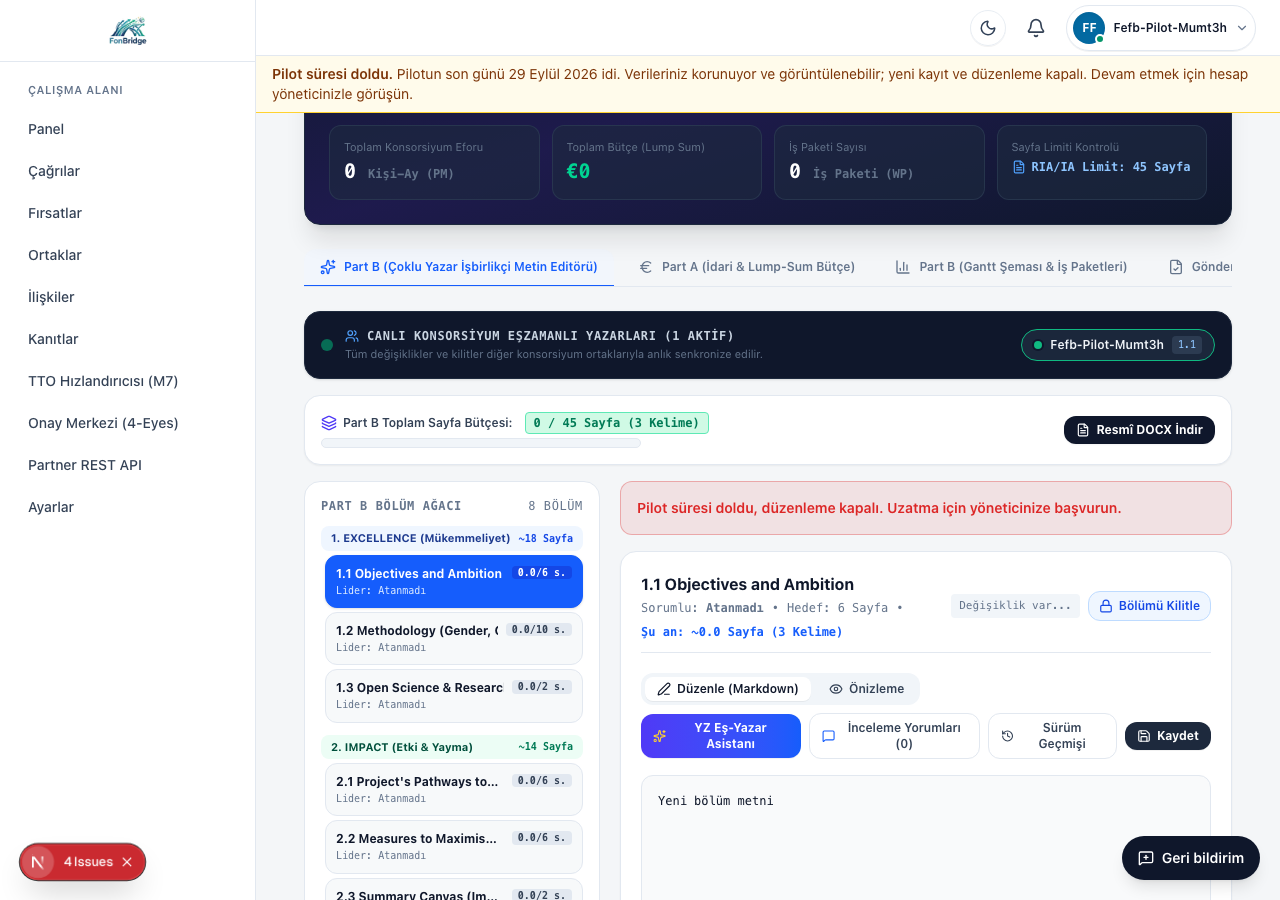 FonBridge
FF
Fefb-Pilot-Mumt3h
ÇALIŞMA ALANI
Panel
Çağrılar
Fırsatlar
Ortaklar
İlişkiler
Kanıtlar
TTO Hızlandırıcısı (M7)
Onay Merkezi (4-Eyes)
Partner REST API
Ayarlar
N
4 Issues
Pilot süresi doldu. Pilotun son günü 29 Eylül 2026 idi. Verileriniz korunuyor ve görüntülenebilir; yeni kayıt ve düzenleme kapalı. Devam etmek için hesap
yöneticinizle görüşün.
Toplam Konsorsiyum Eforu
0 Kişi-Ay (PM)
Toplam Bütçe (Lump Sum)
€0
İş Paketi Sayısı
0 İş Paketi (WP)
Sayfa Limiti Kontrolü
RIA/IA Limit: 45 Sayfa
Part B (Çoklu Yazar İşbirlikçi Metin Editörü)
Part A (İdari & Lump-Sum Bütçe)
Part B (Gantt Şeması & İş Paketleri)
Gönder
CANLI KONSORSİYUM EŞZAMANLI YAZARLARI (1 AKTİF)
Tüm değişiklikler ve kilitler diğer konsorsiyum ortaklarıyla anlık senkronize edilir.
Fefb-Pilot-Mumt3h 1.1
Part B Toplam Sayfa Bütçesi: 0 / 45 Sayfa (3 Kelime)
Resmî DOCX İndir
PART B BÖLÜM AĞACI 8 BÖLÜM
1. EXCELLENCE (Mükemmeliyet) ~18 Sayfa
1.1 Objectives and Ambition 0.0/6 s.
Lider: Atanmadı
1.2 Methodology (Gender, 0.0/10 s.
Lider: Atanmadı
1.3 Open Science & Researc 0.0/2 s.
Lider: Atanmadı
2. IMPACT (Etki & Yayma) ~14 Sayfa
2.1 Project's Pathways to... 0.0/6 s.
Lider: Atanmadı
2.2 Measures to Maximis... 0.0/6 s.
Lider: Atanmadı
2.3 Summary Canvas (Im... 0.0/2 s.
Pilot süresi doldu, düzenleme kapalı. Uzatma için yöneticinize başvurun.
1.1 Objectives and Ambition
Sorumlu: Atanmadı • Hedef: 6 Sayfa •
Şu an: ~0.0 Sayfa (3 Kelime)
Değişiklik var...
Bölümü Kilitle
Düzenle (Markdown)
Önizleme
YZ Eş-Yazar
Asistanı
İnceleme Yorumları
(0)
Sürüm
Geçmişi
Kaydet
Yeni bölüm metni
Geri bildirim